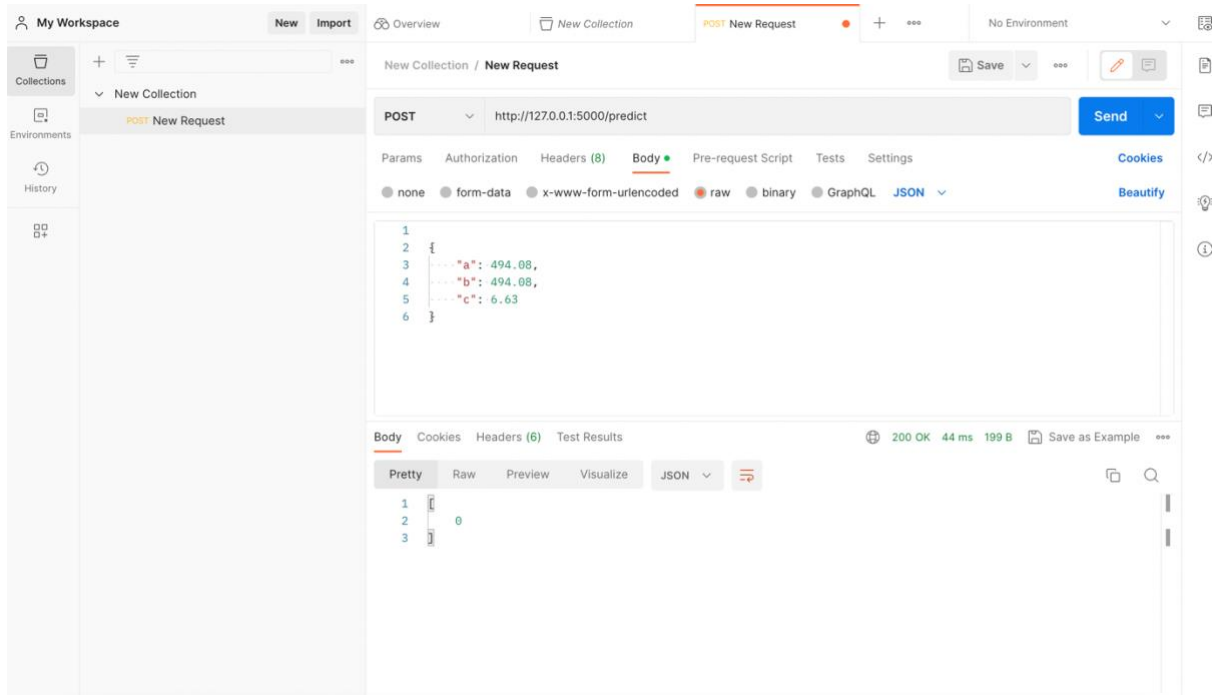 My Workspace
New
Import
Overview
New Collection
POST New Request
No Environment
Collections
Environments
History
New Collection
POST New Request
New Collection / New Request
Save
POST
http://127.0.0.1:5000/predict
Send
Params
Authorization
Headers (8)
Body
Pre-request Script
Tests
Settings
Cookies
none
form-data
x-www-form-urlencoded
raw
binary
GraphQL
JSON
Beautify
1
2 {
3 "a": 494.08,
4 "b": 494.08,
5 "c": 6.63
6 }
Body
Cookies
Headers (6)
Test Results
200 OK 44 ms 199 B
Save as Example
Pretty
Raw
Preview
Visualize
JSON
1 [
2 0
3 ]